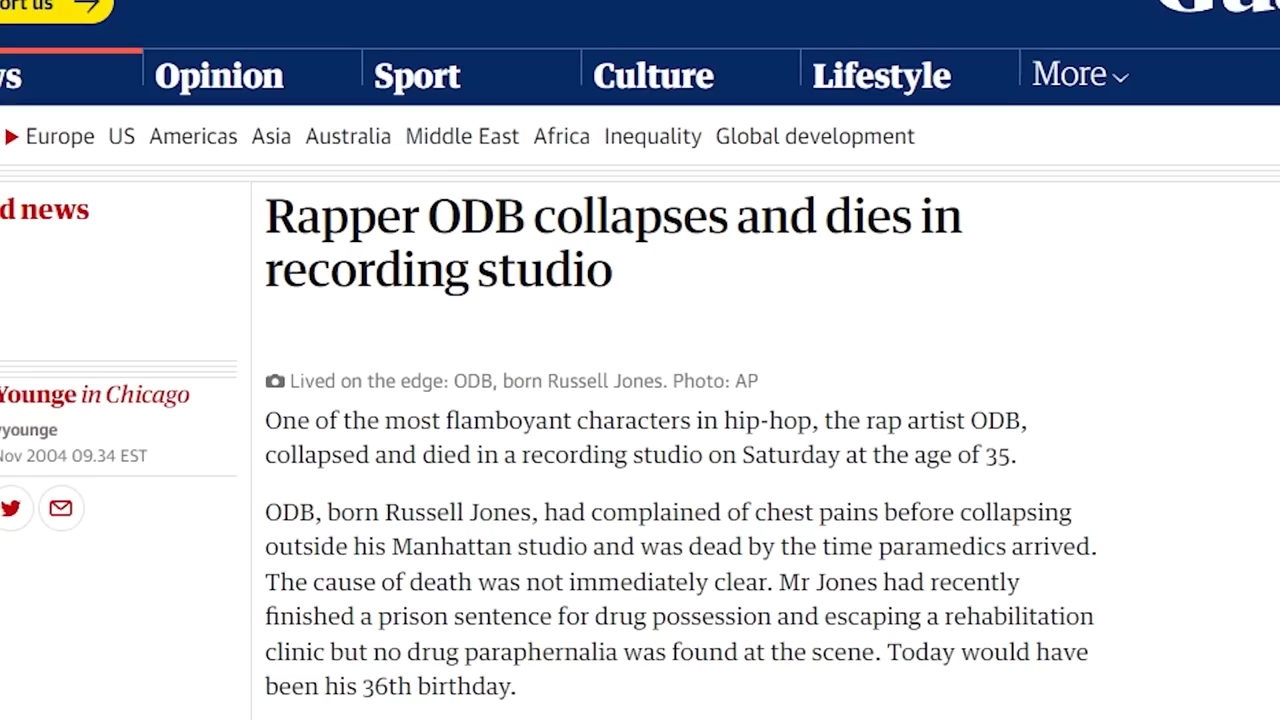 ort us
Gu
ws
Opinion
Sport
Culture
Lifestyle
More
Europe US Americas Asia Australia Middle East Africa Inequality Global development
d news
Rapper ODB collapses and dies in
recording studio
Younge in Chicago
younge
Nov 2004 09.34 EST
Lived on the edge: ODB, born Russell Jones. Photo: AP
One of the most flamboyant characters in hip-hop, the rap artist ODB,
collapsed and died in a recording studio on Saturday at the age of 35.
ODB, born Russell Jones, had complained of chest pains before collapsing
outside his Manhattan studio and was dead by the time paramedics arrived.
The cause of death was not immediately clear. Mr Jones had recently
finished a prison sentence for drug possession and escaping a rehabilitation
clinic but no drug paraphernalia was found at the scene. Today would have
been his 36th birthday.